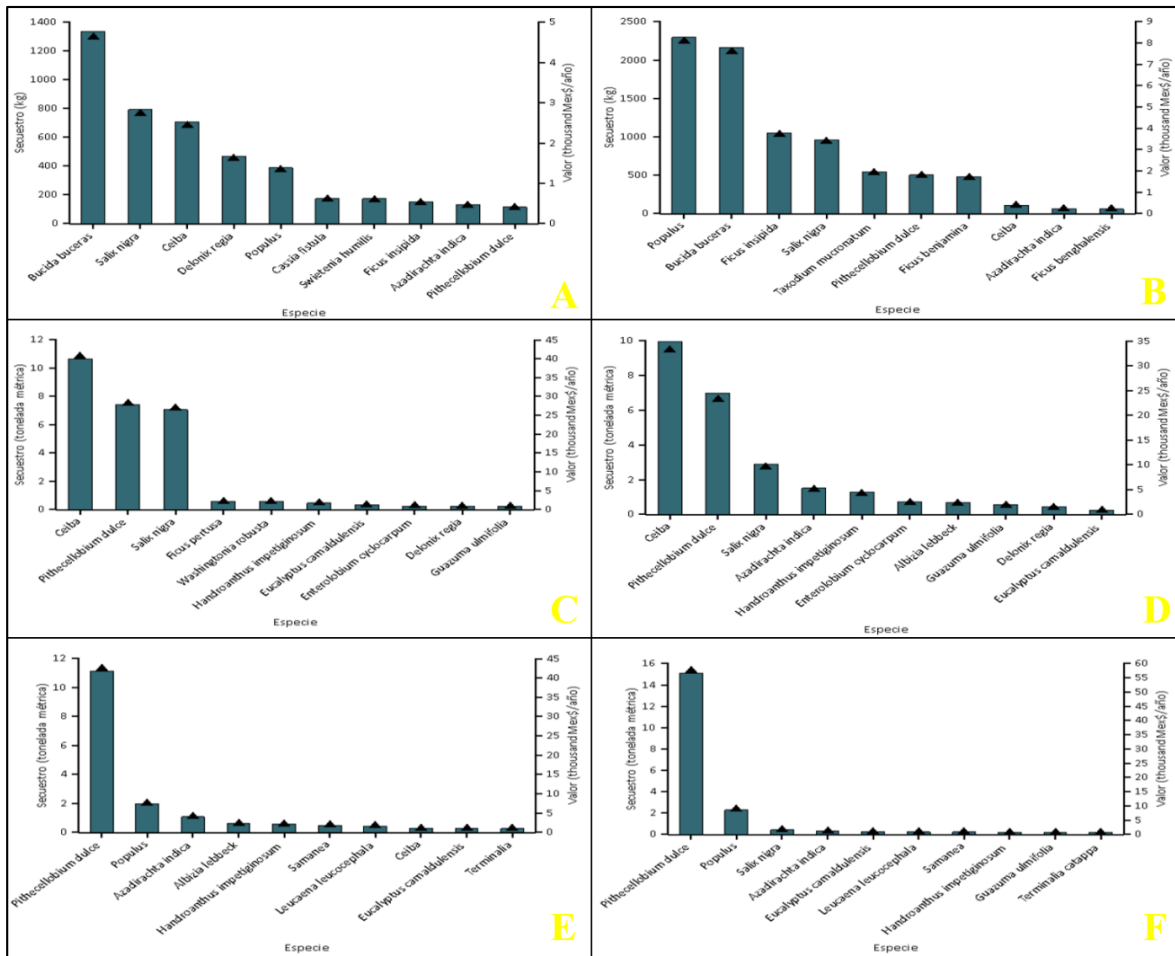 1400
1200
1000
800
600
400
200
0
Secuestro (kg)
5
4
3
2
1
0
Valor (thousandMex$/año)
Bucida buceras
Salix nigra
Ceiba
Delonix regia
Populus
Cassia fistula
Swietenia humilis
Ficus insipida
Azadirachta indica
Pithecellobium dulce
Especie
A
2500
2000
1500
1000
500
0
Secuestro (kg)
9
8
7
6
5
4
3
2
1
0
Valor (thousandMex$/año)
Populus
Bucida buceras
Ficus insipida
Salix nigra
Taxodium mucronatum
Pithecellobium dulce
Ficus benjamina
Ceiba
Azadirachta indica
Ficus benghalensis
Especie
B
12
10
8
6
4
2
0
Secuestro (tonelada métrica)
45
40
35
30
25
20
15
10
5
0
Valor (thousandMex$/año)
Ceiba
Pithecellobium dulce
Salix nigra
Ficus pertusa
Washingtonia robusta
Handroanthus impetiginosum
Eucalyptus camaldulensis
Enterolobium cyclocarpum
Delonix regia
Guazuma ulmifolia
Especie
C
10
8
6
4
2
0
Secuestro (tonelada métrica)
35
30
25
20
15
10
5
0
Valor (thousandMex$/año)
Ceiba
Pithecellobium dulce
Salix nigra
Azadirachta indica
Handroanthus impetiginosum
Enterolobium cyclocarpum
Albizia lebbeck
Guazuma ulmifolia
Delonix regia
Eucalyptus camaldulensis
Especie
D
12
10
8
6
4
2
0
Secuestro (tonelada métrica)
45
40
35
30
25
20
15
10
5
0
Valor (thousandMex$/año)
Pithecellobium dulce
Populus
Azadirachta indica
Albizia lebbeck
Handroanthus impetiginosum
Samanea
Leucaena leucocephala
Ceiba
Eucalyptus camaldulensis
Terminalia
Especie
E
16
14
12
10
8
6
4
2
0
Secuestro (tonelada métrica)
60
55
50
45
40
35
30
25
20
15
10
5
0
Valor (thousandMex$/año)
Pithecellobium dulce
Populus
Salix nigra
Azadirachta indica
Eucalyptus camaldulensis
Leucaena leucocephala
Samanea
Handroanthus impetiginosum
Guazuma ulmifolia
Terminalia catappa
Especie
F